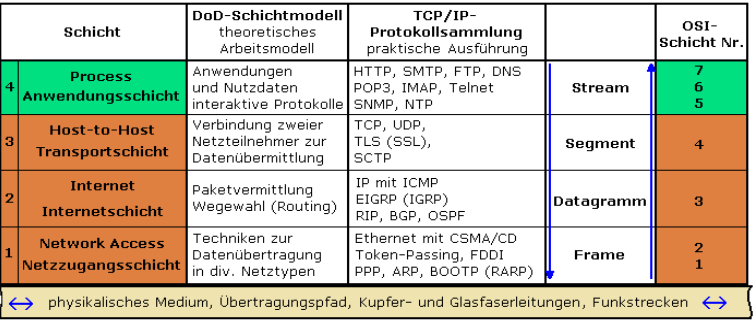 Schicht
DoD-Schichtmodell
theoretisches
Arbeitsmodell
TCP/IP-
Protokollsammlung
praktische Ausführung
OSI-
Schicht Nr.
4
Process
Anwendungsschicht
Anwendungen
und Nutzdaten
interaktive Protokolle
HTTP, SMTP, FTP, DNS
POP3, IMAP, Telnet
SNMP, NTP
Stream
7
6
5
3
Host-to-Host
Transportschicht
Verbindung zweier
Netzteilnehmer zur
Datenübermittlung
TCP, UDP,
TLS (SSL),
SCTP
Segment
4
2
Internet
Internetschicht
Paketvermittlung
Wegewahl (Routing)
IP mit ICMP
EIGRP (IGRP)
RIP, BGP, OSPF
Datagramm
3
1
Network Access
Netzzugangsschicht
Techniken zur
Datenübertragung
in div. Netztypen
Ethernet mit CSMA/CD
Token-Passing, FDDI
PPP, ARP, BOOTP (RARP)
Frame
2
1
physikalisches Medium, Übertragungspfad, Kupfer- und Glasfaserleitungen, Funkstrecken